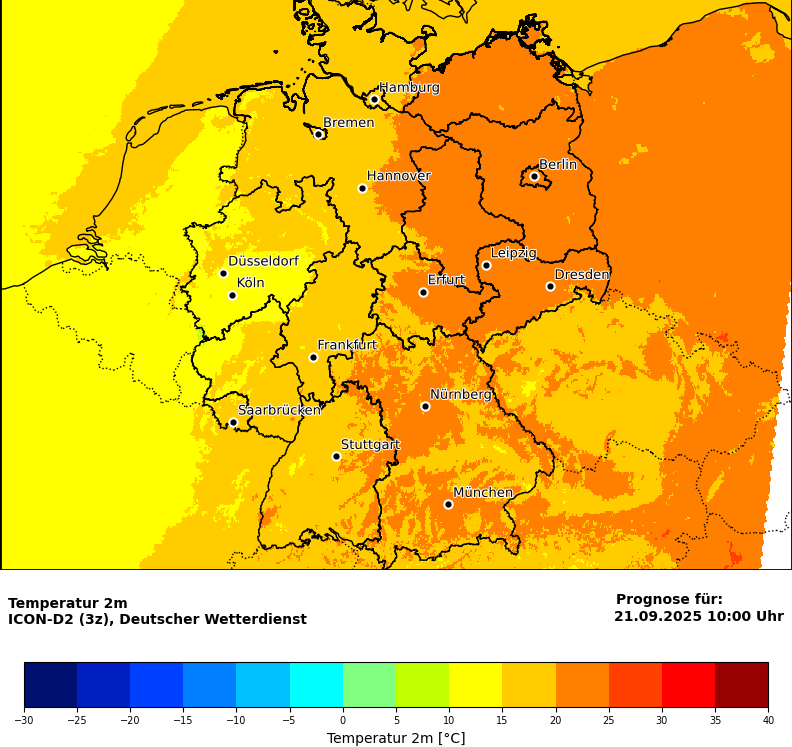 Hamburg
Bremen
Berlin
Hannover
Leipzig
Düsseldorf
Dresden
Köln
Erfurt
Frankfurt
Nürnberg
Saarbrücken
Stuttgart
München
Temperatur 2m
ICON-D2 (3z), Deutscher Wetterdienst
Prognose für:
21.09.2025 10:00 Uhr
−30 −25 −20 −15 −10 −5 0 5 10 15 20 25 30 35 40
Temperatur 2m [°C]